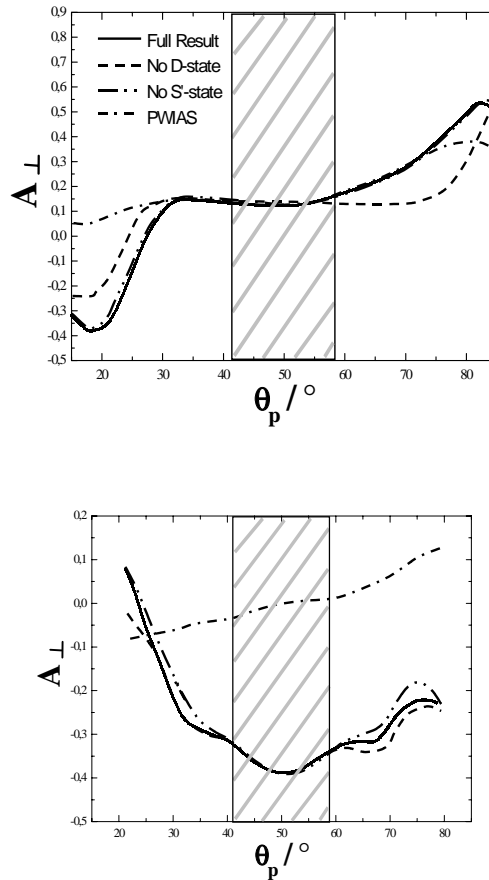 0,9
0,8
0,7
0,6
0,5
0,4
0,3
0,2
0,1
0,0
-0,1
-0,2
-0,3
-0,4
-0,5
A⊥
Full Result
No D-state
No S'-state
PWIAS
20 30 40 50 60 70 80
θp / °
0,2
0,1
0,0
-0,1
-0,2
-0,3
-0,4
-0,5
A⊥
20 30 40 50 60 70 80
θp / °